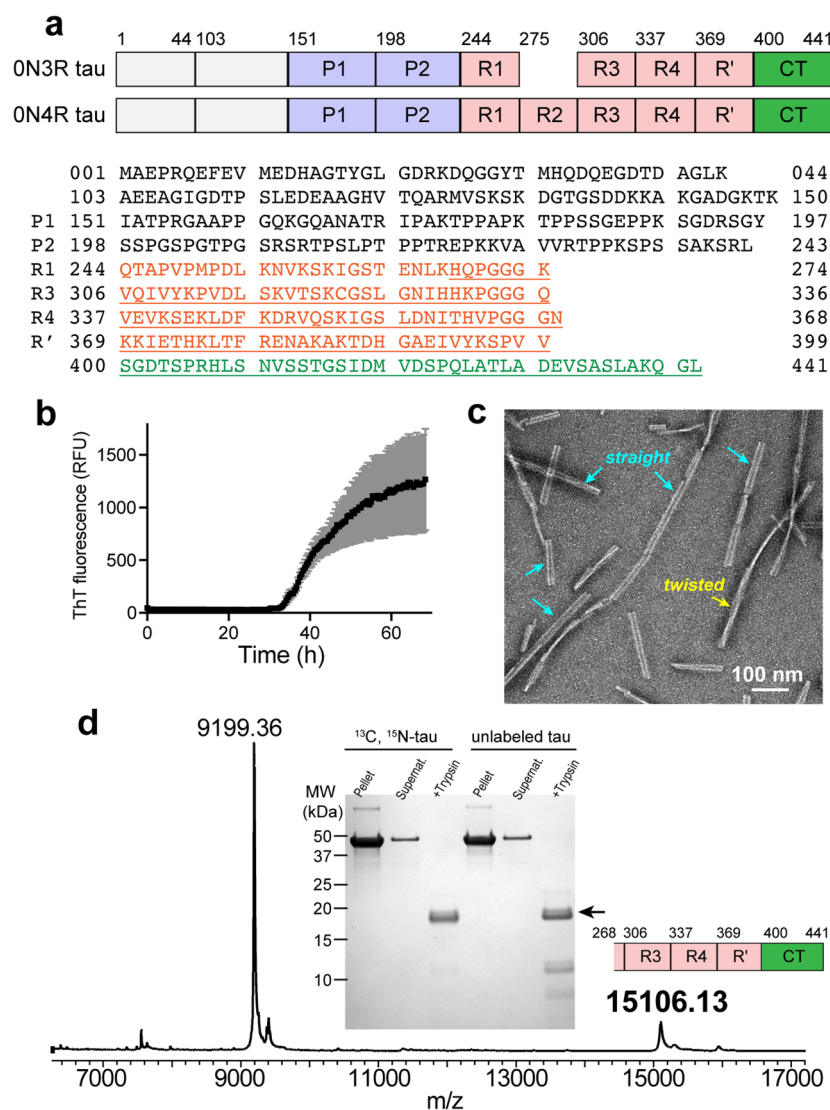 a
1 44 103 151 198 244 275 306 337 369 400 441
0N3R tau P1 P2 R1 R3 R4 R' CT
0N4R tau P1 P2 R1 R2 R3 R4 R' CT
001 MAEPRQEFEV MEDHAGTYGLG GDRKDQGGYT MHQDQEGDTD AGLK 044
103 AEEAGIGDTP SLEDEAAGHV TQARMVSKSK DGTGSDDKKA KGADGKTK 150
P1 151 IATPRGAAPP GQKGQANATR IPAKTPPAPK TPPSSGEPPK SGDRSGY 197
P2 198 SSPGSPGTPG SRSRTPSLPT PPTREPKKVA VVRTPPKSPS SAKSRL 243
R1 244 QTAPVPMPDL KNVKSKIGST ENLKHQPGGG K 274
R3 306 VQIVYKPVDL SKVTSKCGSL GNIHHKPGGG Q 336
R4 337 VEVKSEKLDF KDRVQSKIGS LDNITHVPGG GN 368
R’ 369 KKIETHKLTF RENAKAKTDH GAEIVYKSPV V 399
400 SGDTSPRHLS NVSSTGSIDM VDSPQLATLA DEVSASLAKQ GL 441
b
ThT fluorescence (RFU)
1500
1000
500
0
0 20 40 60
Time (h)
c
straight
twisted
100 nm
d
9199.36
13C, 15N-tau unlabeled tau
Pellet Supernat. +Trypsin Pellet Supernat. +Trypsin
MW
(kDa)
50
37
25
20
15
10
268 306 337 369 400 441
R3 R4 R' CT
15106.13
7000 9000 11000 13000 15000 17000
m/z